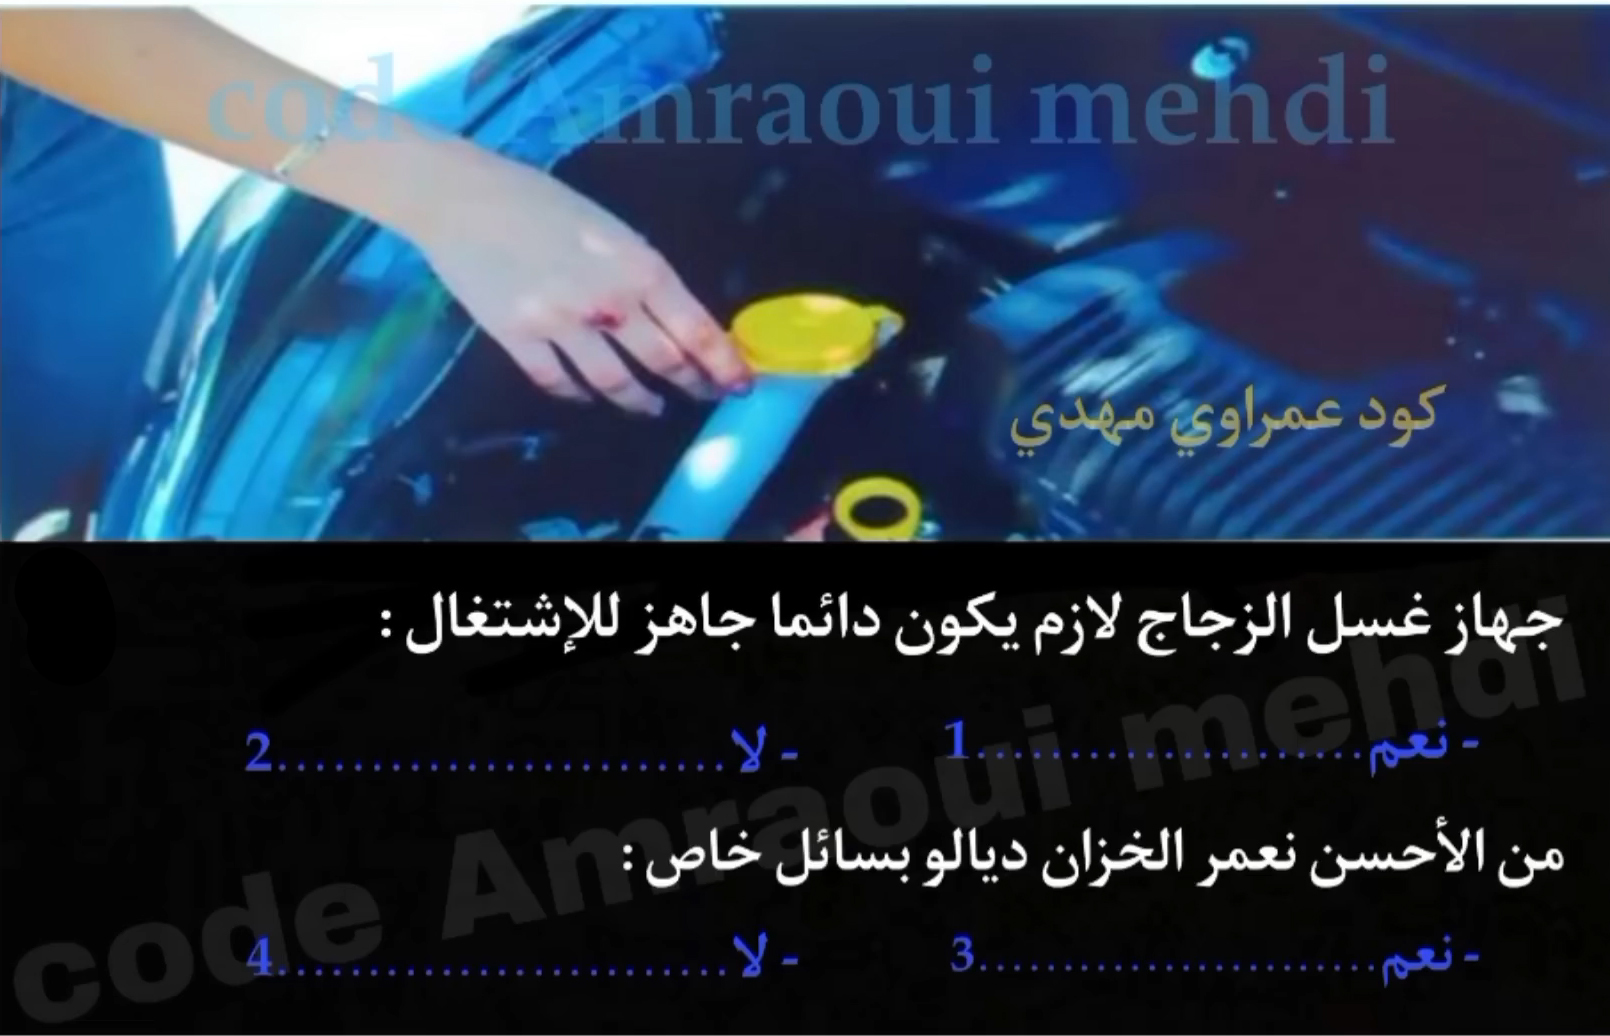 code Amraoui mehdi
كود عمراوي مهدي
جهاز غسل الزجاج لازم يكون دائما جاهز للإشتغال :
- نعم......................1 - لا........................2
من الأحسن نعمر الخزان ديالو بسائل خاص :
- نعم......................3 - لا........................4
code Amraoui mehdi